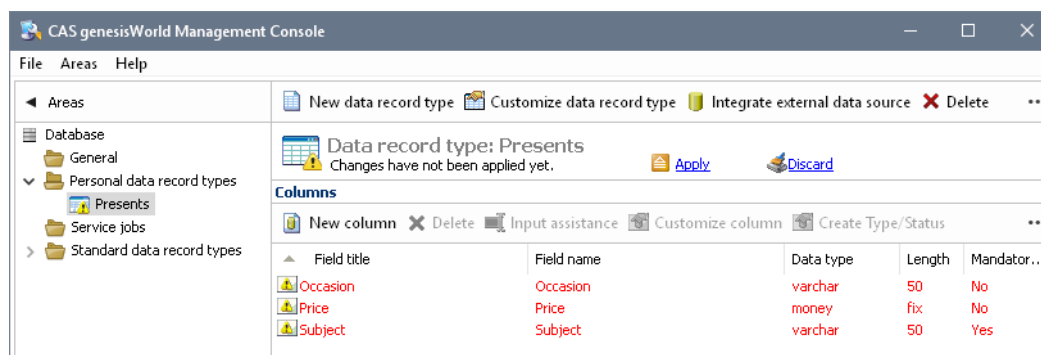 CAS genesisWorld Management Console
File Areas Help
Areas
New data record type Customize data record type Integrate external data source Delete
Database
General
Personal data record types
Presents
Service jobs
Standard data record types
Data record type: Presents
Changes have not been applied yet. Apply Discard
Columns
New column Delete Input assistance Customize column Create Type/Status
Field title Field name Data type Length Mandator...
Occasion Occasion varchar 50 No
Price Price money fix No
Subject Subject varchar 50 Yes